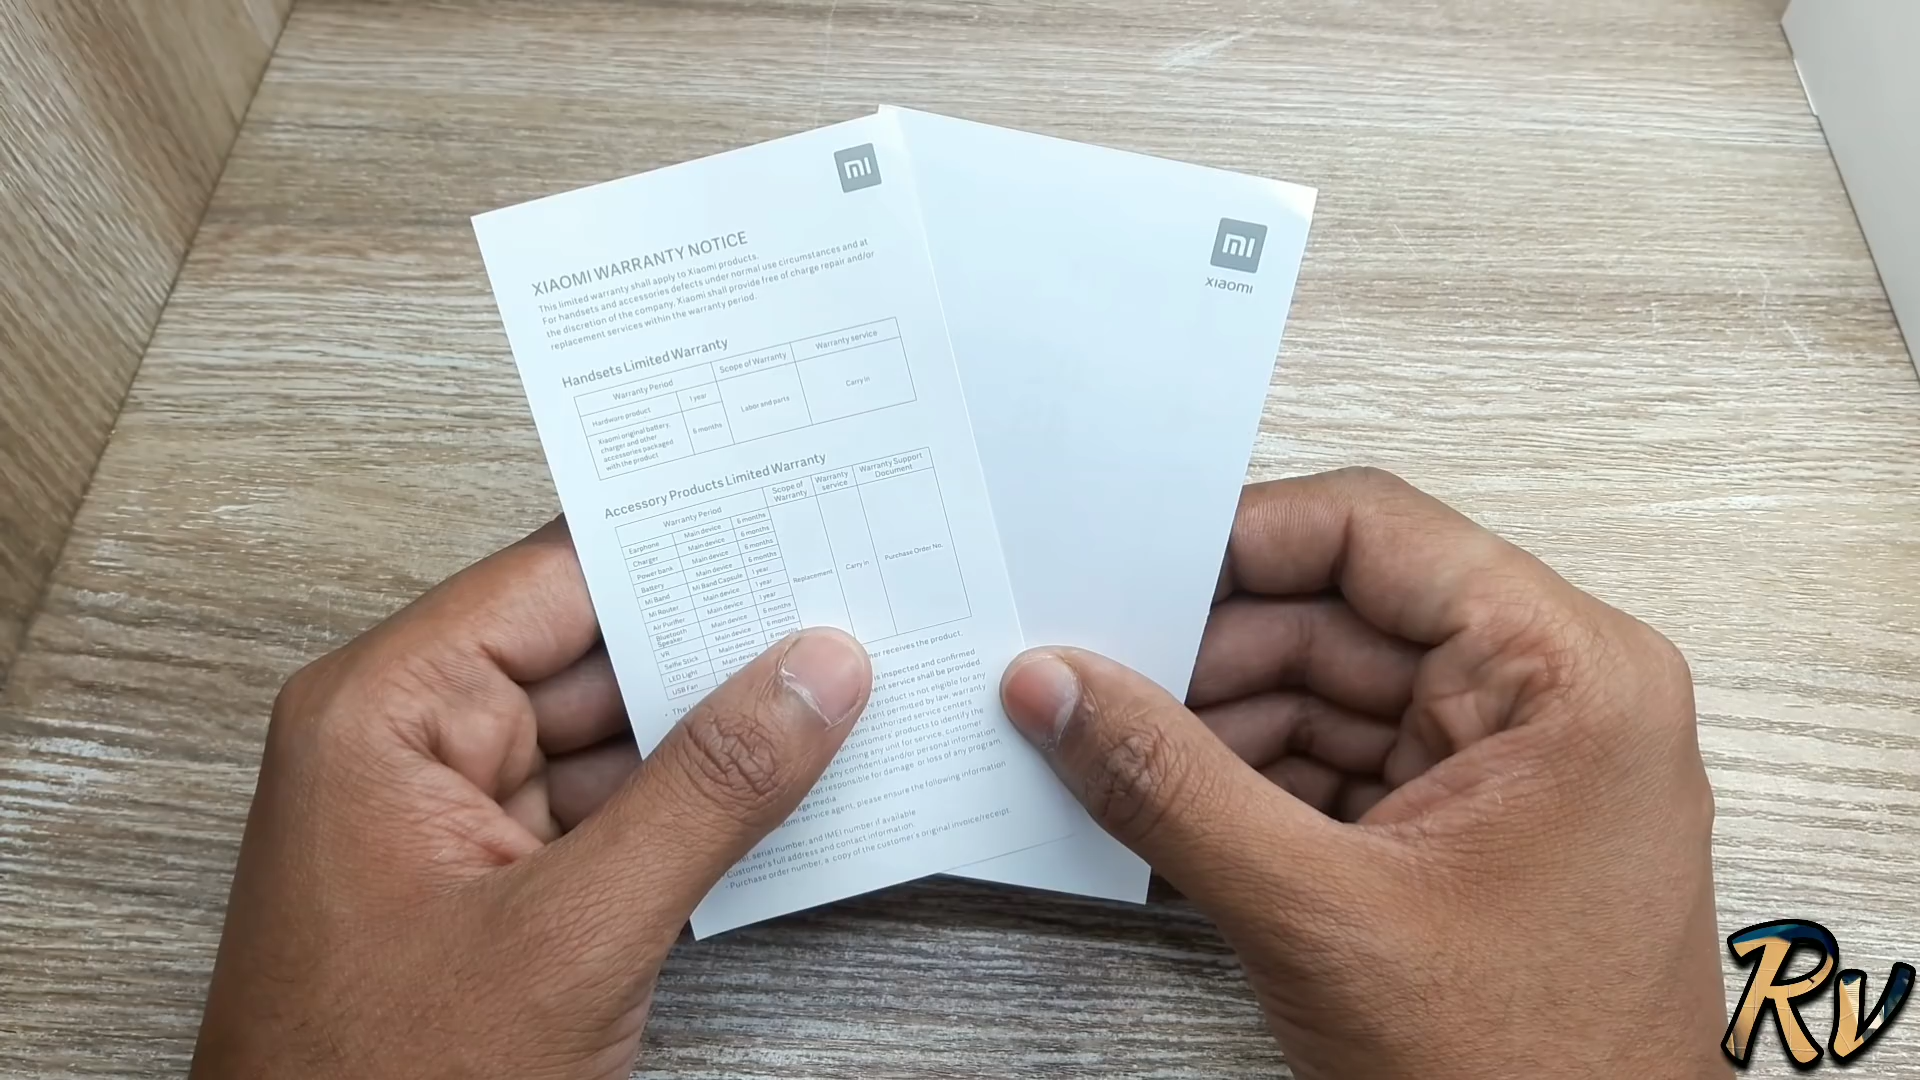 mi
XIAOMI WARRANTY NOTICE
This limited warranty shall apply to Xiaomi products.
For handsets and accessories defects under normal use circumstances and at
the discretion of the company, Xiaomi shall provide free of charge repair and/or
replacement services within the warranty period.
Handsets Limited Warranty
Warranty Period Scope of Warranty Warranty service
Hardware product 1 year Labor and parts Carry in
Xiaomi original battery,
charger and other
accessories packaged
with the product
6 months
Accessory Products Limited Warranty
Warranty Period Scope of Warranty Warranty service Warranty Support Document
Earphone Main device 6 months Replacement Carry in Purchase Order No.
Charger Main device 6 months
Power bank Main device 6 months
Battery Main device 6 months
Mi Band Mi Band Capsule 1 year
Mi Router Main device 1 year
Air Purifier Main device 1 year
Bluetooth Speaker Main device 6 months
VR Main device 6 months
Selfie Stick Main device 6 months
LED Light
USB Fan
receives the product.
is inspected and confirmed
service shall be provided.
product is not eligible for any
extent permitted by law, warranty
authorized service centers
on customers' products to identify the
returning any unit for service, customer
any confidential and/or personal information
not responsible for damage or loss of any program,
media
service agent, please ensure the following information
serial number, and IMEI number if available
- Customer's full address and contact information.
- Purchase order number, a copy of the customer's original invoice/receipt.
mi
xiaomi
Rv